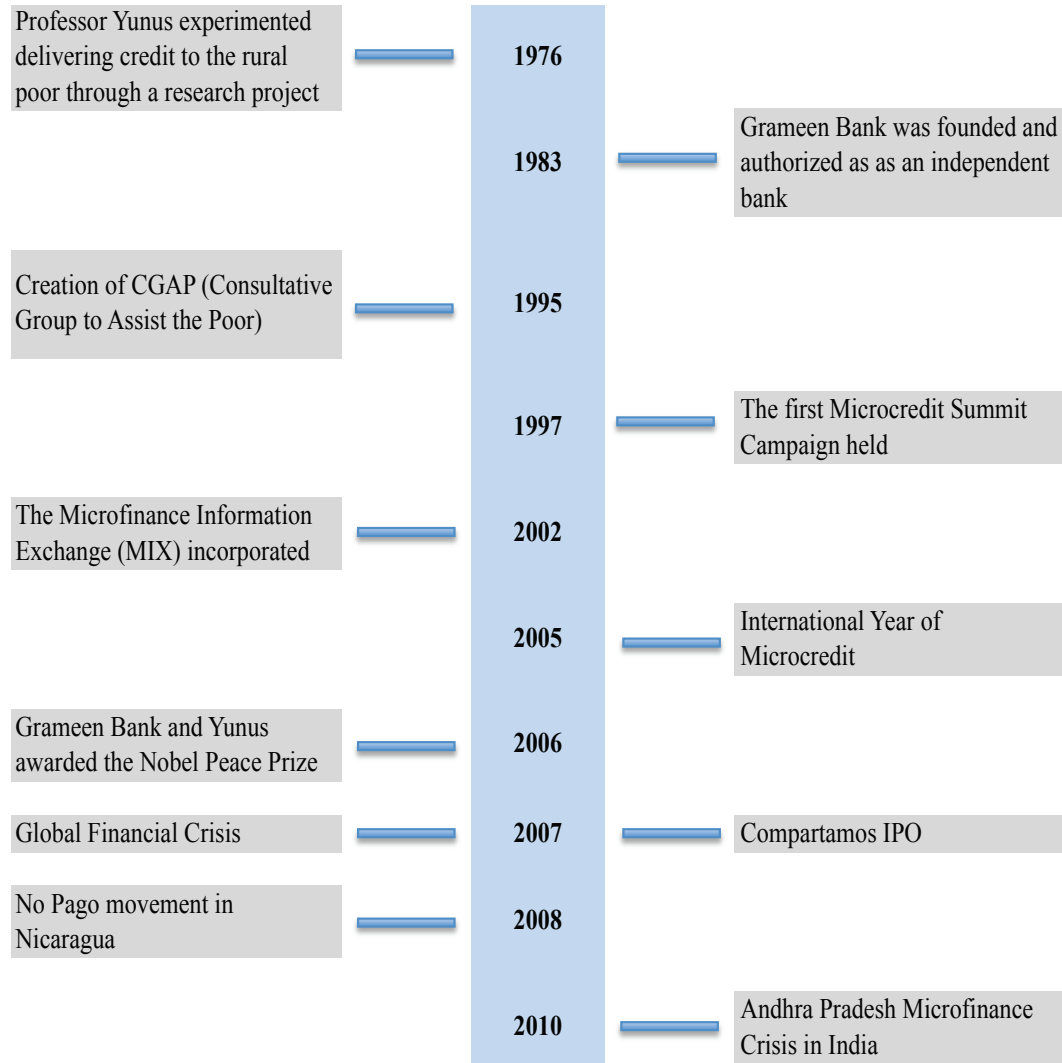 Professor Yunus experimented
delivering credit to the rural
poor through a research project
1976
Grameen Bank was founded and
authorized as as an independent
bank
1983
Creation of CGAP (Consultative
Group to Assist the Poor)
1995
The first Microcredit Summit
Campaign held
1997
The Microfinance Information
Exchange (MIX) incorporated
2002
International Year of
Microcredit
2005
Grameen Bank and Yunus
awarded the Nobel Peace Prize
2006
Global Financial Crisis
2007
Compartamos IPO
No Pago movement in
Nicaragua
2008
2010
Andhra Pradesh Microfinance
Crisis in India